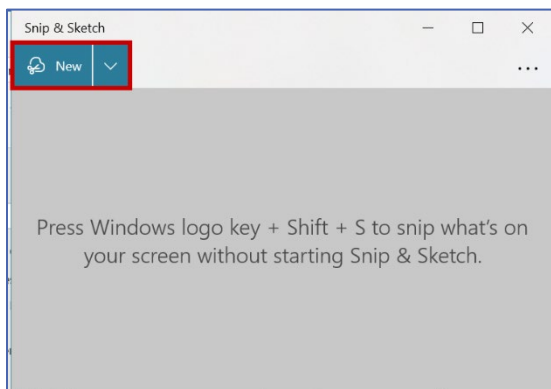 Snip & Sketch
New
...
Press Windows logo key + Shift + S to snip what's on
your screen without starting Snip & Sketch.